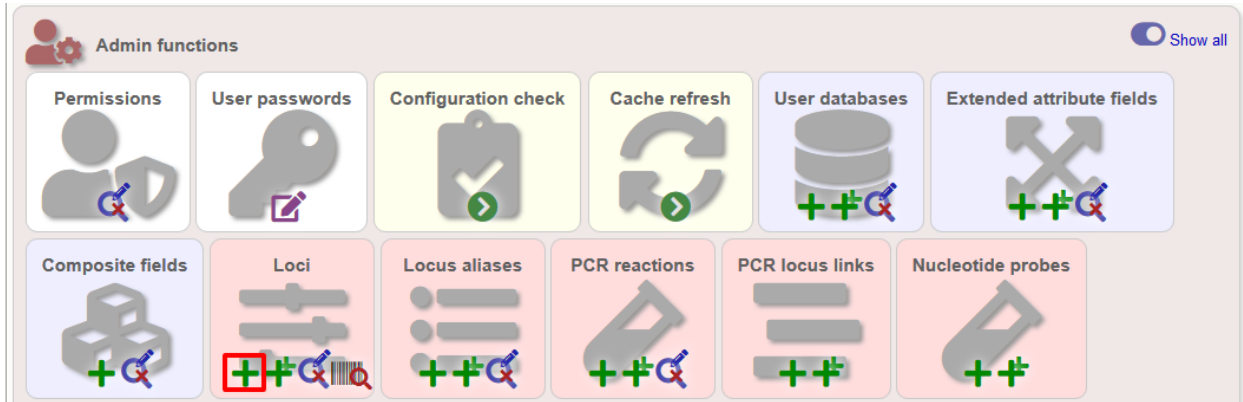 Admin functions
Show all
Permissions
User passwords
Configuration check
Cache refresh
User databases
Extended attribute fields
Composite fields
Loci
Locus aliases
PCR reactions
PCR locus links
Nucleotide probes